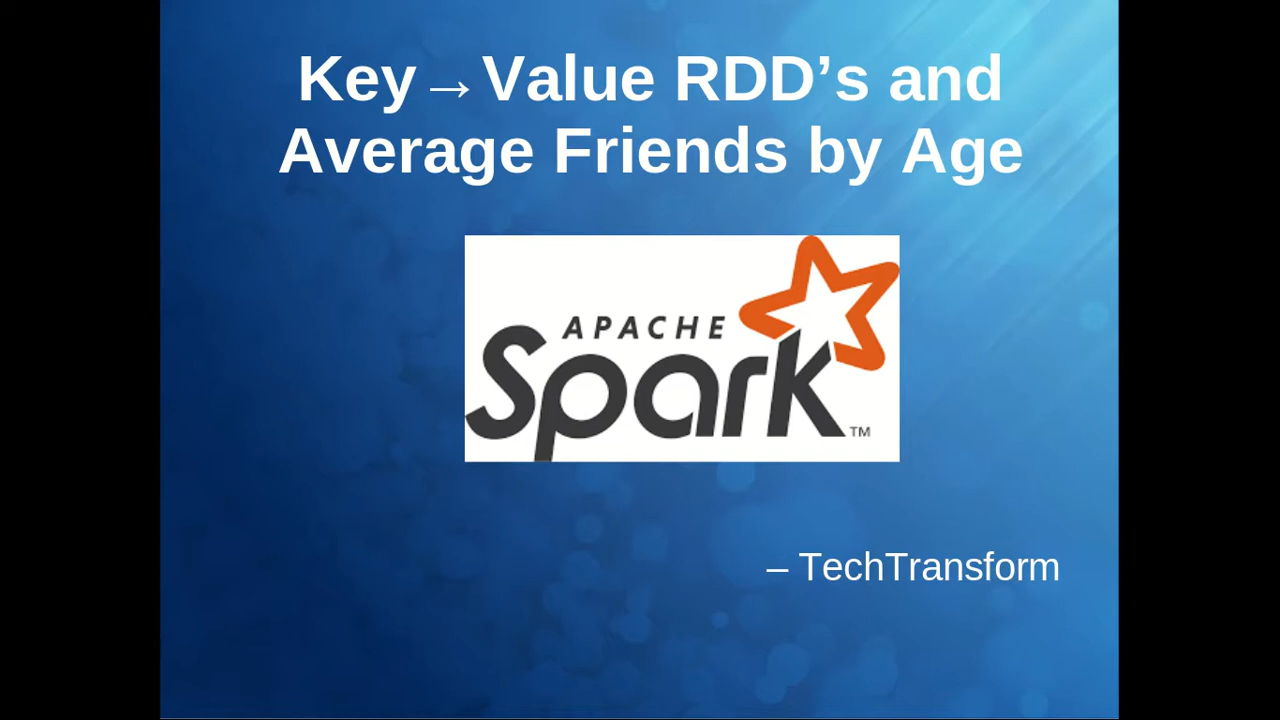 Key→Value RDD’s and
Average Friends by Age
APACHE
Spark™
– TechTransform